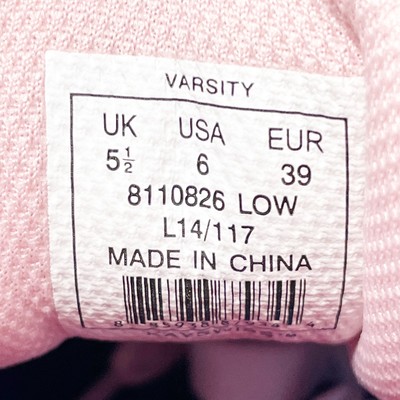 VARSITY
UK USA EUR
5½ 6 39
8110826 LOW
L14/117
MADE IN CHINA